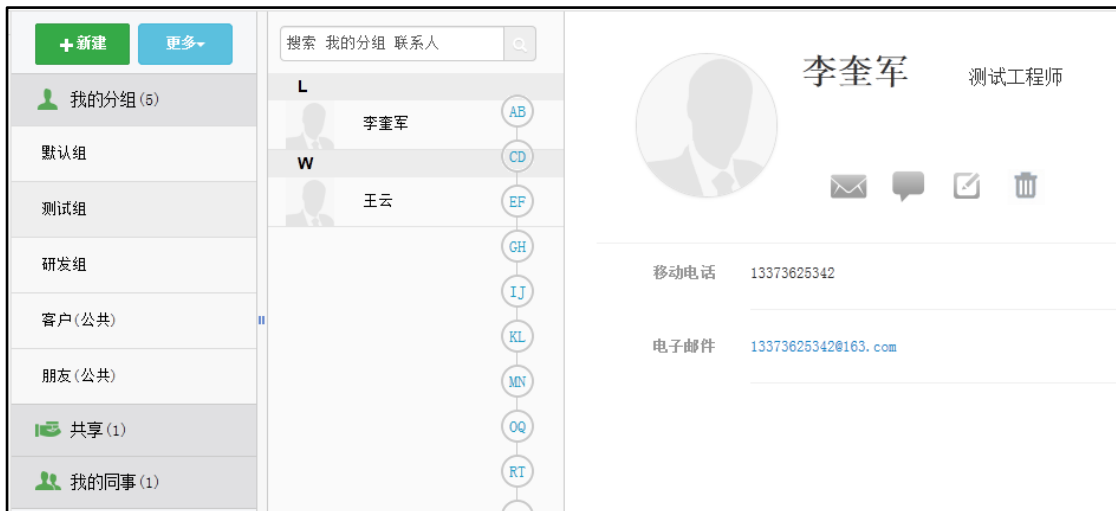 +新建 更多
我的分组(5)
默认组
测试组
研发组
客户(公共)
朋友(公共)
共享(1)
我的同事(1)
搜索 我的分组 联系人
L
李奎军
W
王云
AB
CD
EF
GH
IJ
KL
MN
OQ
RT
李奎军 测试工程师
移动电话 13373625342
电子邮件 13373625342@163.com